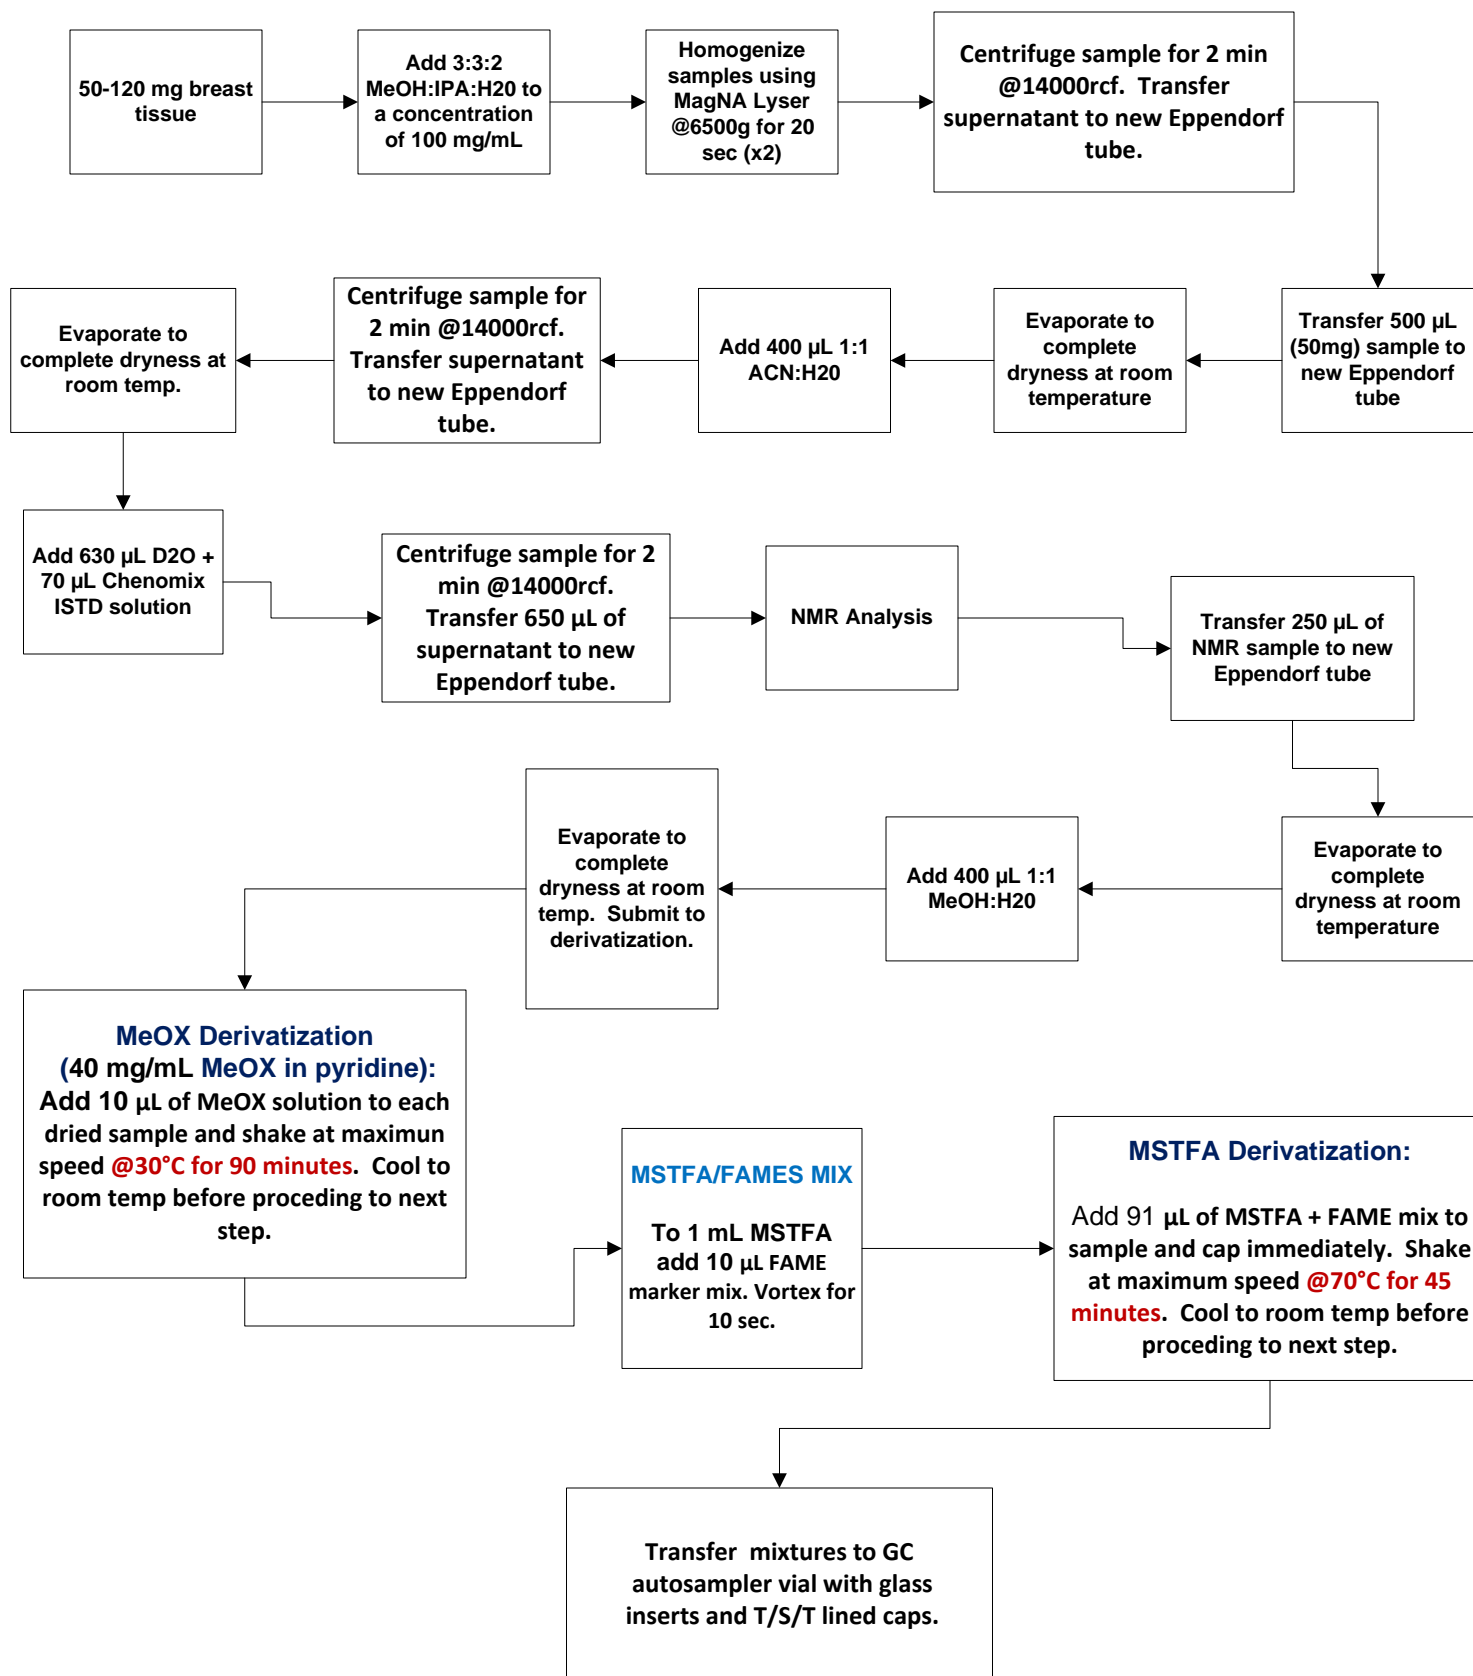 50-120 mg breast
tissue
Add 3:3:2
MeOH:IPA:H20 to
a concentration
of 100 mg/mL
Homogenize
samples using
MagNA Lyser
@6500g for 20
sec (x2)
Centrifuge sample for 2 min
@14000rcf.  Transfer
supernatant to new Eppendorf
tube.
Transfer 500 µL
(50mg) sample to
new Eppendorf
tube
Evaporate to
complete
dryness at room
temperature
Add 400 µL 1:1
ACN:H20
Centrifuge sample for
2 min @14000rcf.
Transfer supernatant
to new Eppendorf
tube.
Evaporate to
complete dryness at
room temp.
Add 630 µL D2O +
70 µL Chenomix
ISTD solution
Centrifuge sample for 2
min @14000rcf.
Transfer 650 µL of
supernatant to new
Eppendorf tube.
NMR Analysis
Transfer 250 µL of
NMR sample to new
Eppendorf tube
Evaporate to
complete
dryness at room
temperature
Add 400 µL 1:1
MeOH:H20
Evaporate to
complete
dryness at room
temp.  Submit to
derivatization.
MeOX Derivatization
(40 mg/mL MeOX in pyridine):
Add 10 µL of MeOX solution to each
dried sample and shake at maximun
speed @30°C for 90 minutes.  Cool to
room temp before proceding to next
step.
MSTFA/FAMES MIX
To 1 mL MSTFA
add 10 µL FAME
marker mix. Vortex for
10 sec.
MSTFA Derivatization:
Add 91 µL of MSTFA + FAME mix to
sample and cap immediately.  Shake
at maximum speed @70°C for 45
minutes.  Cool to room temp before
proceding to next step.
Transfer  mixtures to GC
autosampler vial with glass
inserts and T/S/T lined caps.